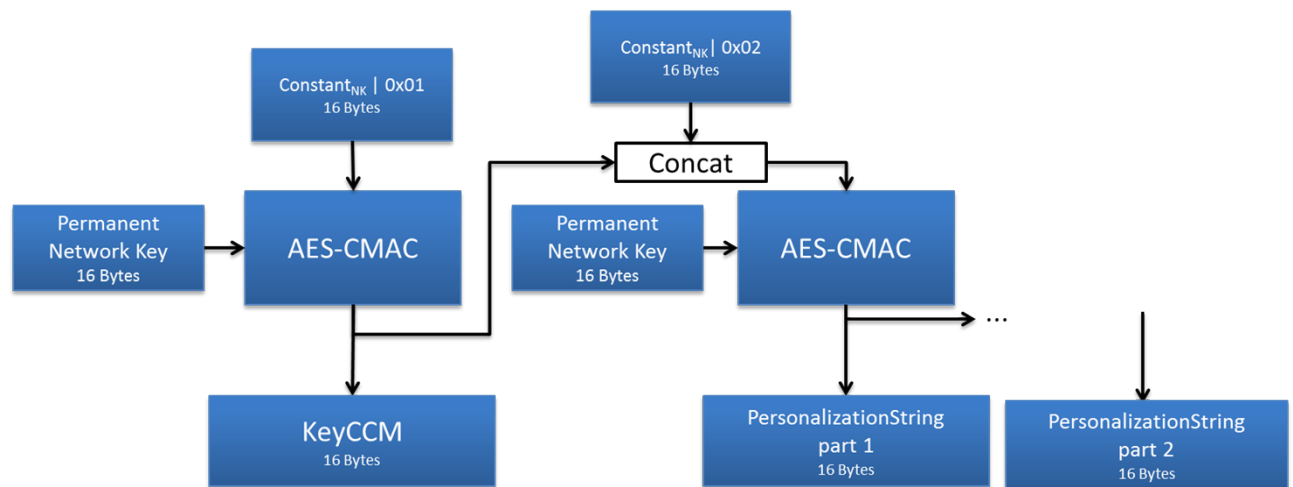 Constant_NK | 0x01
16 Bytes
Constant_NK | 0x02
16 Bytes
Concat
Permanent
Network Key
16 Bytes
AES-CMAC
Permanent
Network Key
16 Bytes
AES-CMAC
...
KeyCCM
16 Bytes
PersonalizationString
part 1
16 Bytes
PersonalizationString
part 2
16 Bytes